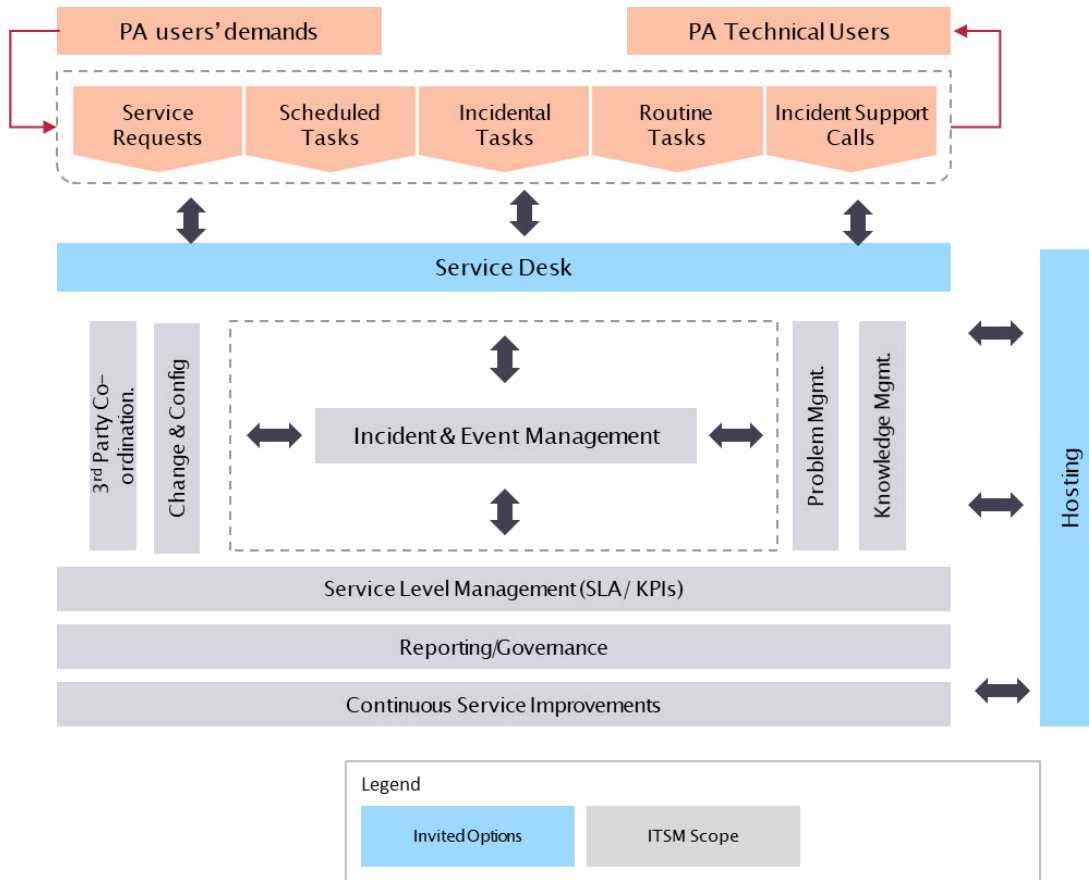 PA users' demands
PA Technical Users
Service
Requests
Scheduled
Tasks
Incidental
Tasks
Routine
Tasks
Incident Support
Calls
Service Desk
3rd Party Co-
ordination.
Change & Config
Incident & Event Management
Problem Mgmt.
Knowledge Mgmt.
Hosting
Service Level Management (SLA/ KPIs)
Reporting/Governance
Continuous Service Improvements
Legend
Invited Options
ITSM Scope